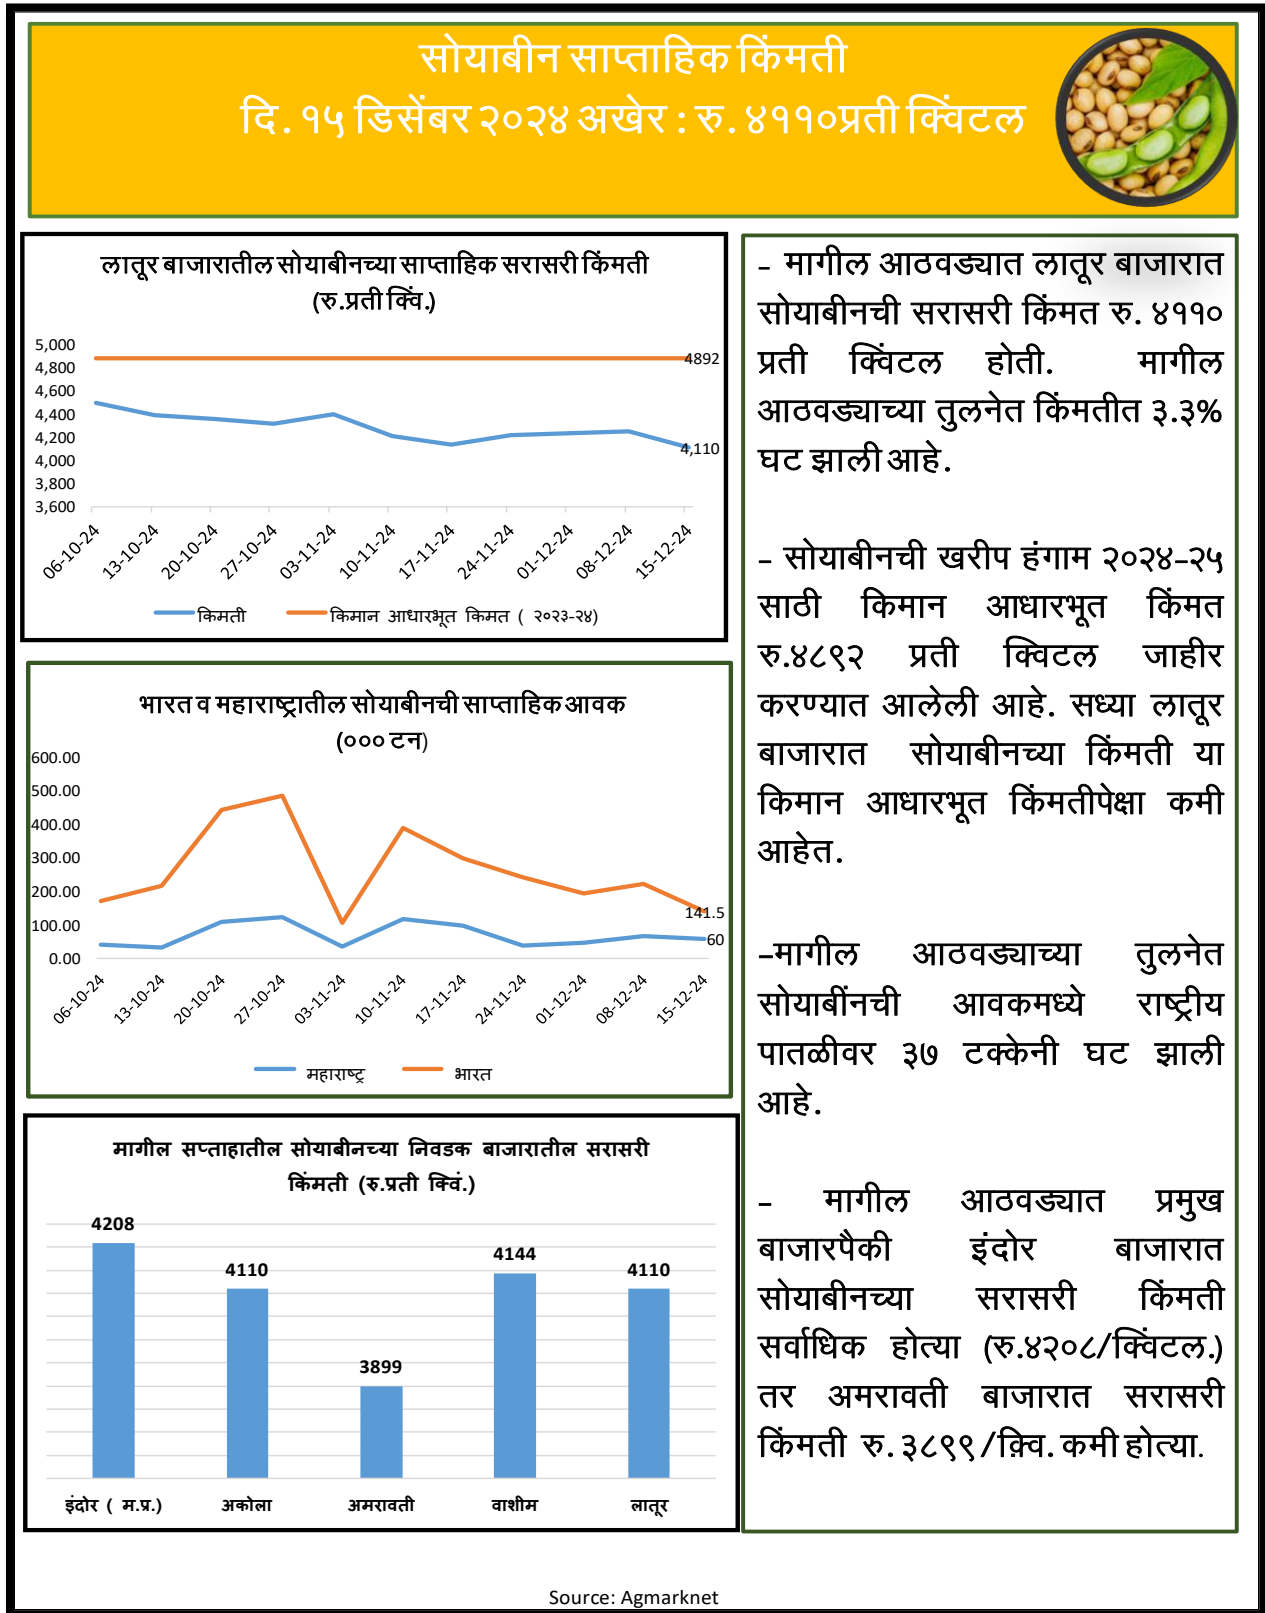 सोयाबीन साप्ताहिक किंमती
दि. १५ डिसेंबर २०२४ अखेर : रु. ४११०प्रती क्विंटल
लातूर बाजारातील सोयाबीनच्या साप्ताहिक सरासरी किंमती
(रु.प्रती क्विं.)
5,000
4,800
4,600
4,400
4,200
4,000
3,800
3,600
4892
4,110
06-10-24
13-10-24
20-10-24
27-10-24
03-11-24
10-11-24
17-11-24
24-11-24
01-12-24
08-12-24
15-12-24
किमती
किमान आधारभूत किमत ( २०२३-२४)
भारत व महाराष्ट्रातील सोयाबीनची साप्ताहिक आवक
(००० टन)
600.00
500.00
400.00
300.00
200.00
100.00
0.00
141.5
60
06-10-24
13-10-24
20-10-24
27-10-24
03-11-24
10-11-24
17-11-24
24-11-24
01-12-24
08-12-24
15-12-24
महाराष्ट्र
भारत
मागील सप्ताहातील सोयाबीनच्या निवडक बाजारातील सरासरी
किंमती (रु.प्रती क्विं.)
4208
4110
3899
4144
4110
इंदोर ( म.प्र.)
अकोला
अमरावती
वाशीम
लातूर
- मागील आठवड्यात लातूर बाजारात
सोयाबीनची सरासरी किंमत रु. ४११०
प्रती क्विंटल होती. मागील
आठवड्याच्या तुलनेत किंमतीत ३.३%
घट झाली आहे.
- सोयाबीनची खरीप हंगाम २०२४-२५
साठी किमान आधारभूत किंमत
रु.४८९२ प्रती क्विटल जाहीर
करण्यात आलेली आहे. सध्या लातूर
बाजारात सोयाबीनच्या किंमती या
किमान आधारभूत किंमतीपेक्षा कमी
आहेत.
-मागील आठवड्याच्या तुलनेत
सोयाबींनची आवकमध्ये राष्ट्रीय
पातळीवर ३७ टक्केनी घट झाली
आहे.
- मागील आठवड्यात प्रमुख
बाजारपैकी इंदोर बाजारात
सोयाबीनच्या सरासरी किंमती
सर्वाधिक होत्या (रु.४२०८/क्विंटल.)
तर अमरावती बाजारात सरासरी
किंमती रु. ३८९९ /क़्वि. कमी होत्या.
Source: Agmarknet